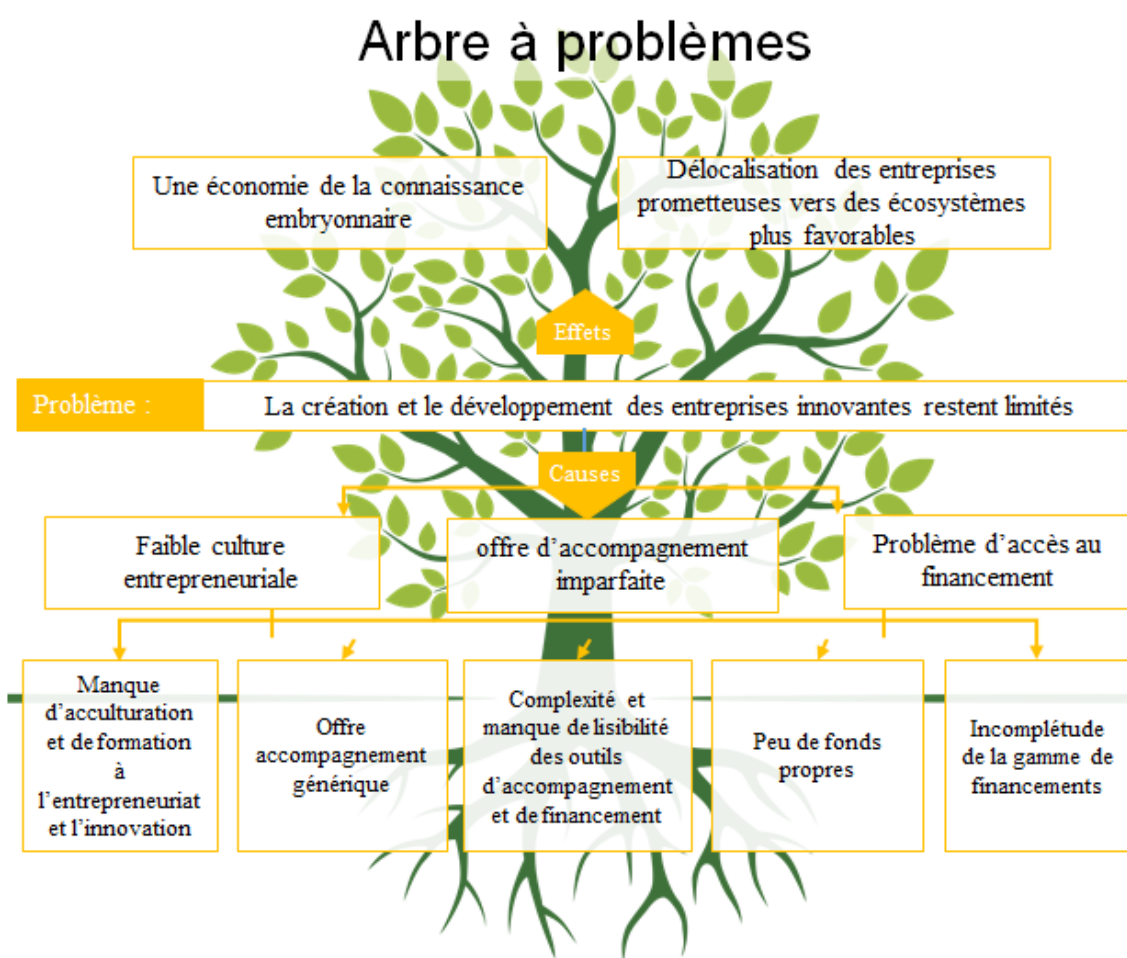 Arbre à problèmes
Une économie de la connaissance
embryonnaire
Délocalisation des entreprises
prometteuses vers des écosystèmes
plus favorables
Effets
Problème :
La création et le développement des entreprises innovantes restent limités
Causes
Faible culture
entrepreneuriale
offre d’accompagnement
imparfaite
Problème d’accès au
financement
Manque
d’acculturation
et de formation
à
l’entrepreneuriat
et l’innovation
Offre
accompagnement
générique
Complexité et
manque de lisibilité
des outils
d’accompagnement
et de financement
Peu de fonds
propres
Incomplétude
de la gamme de
financements